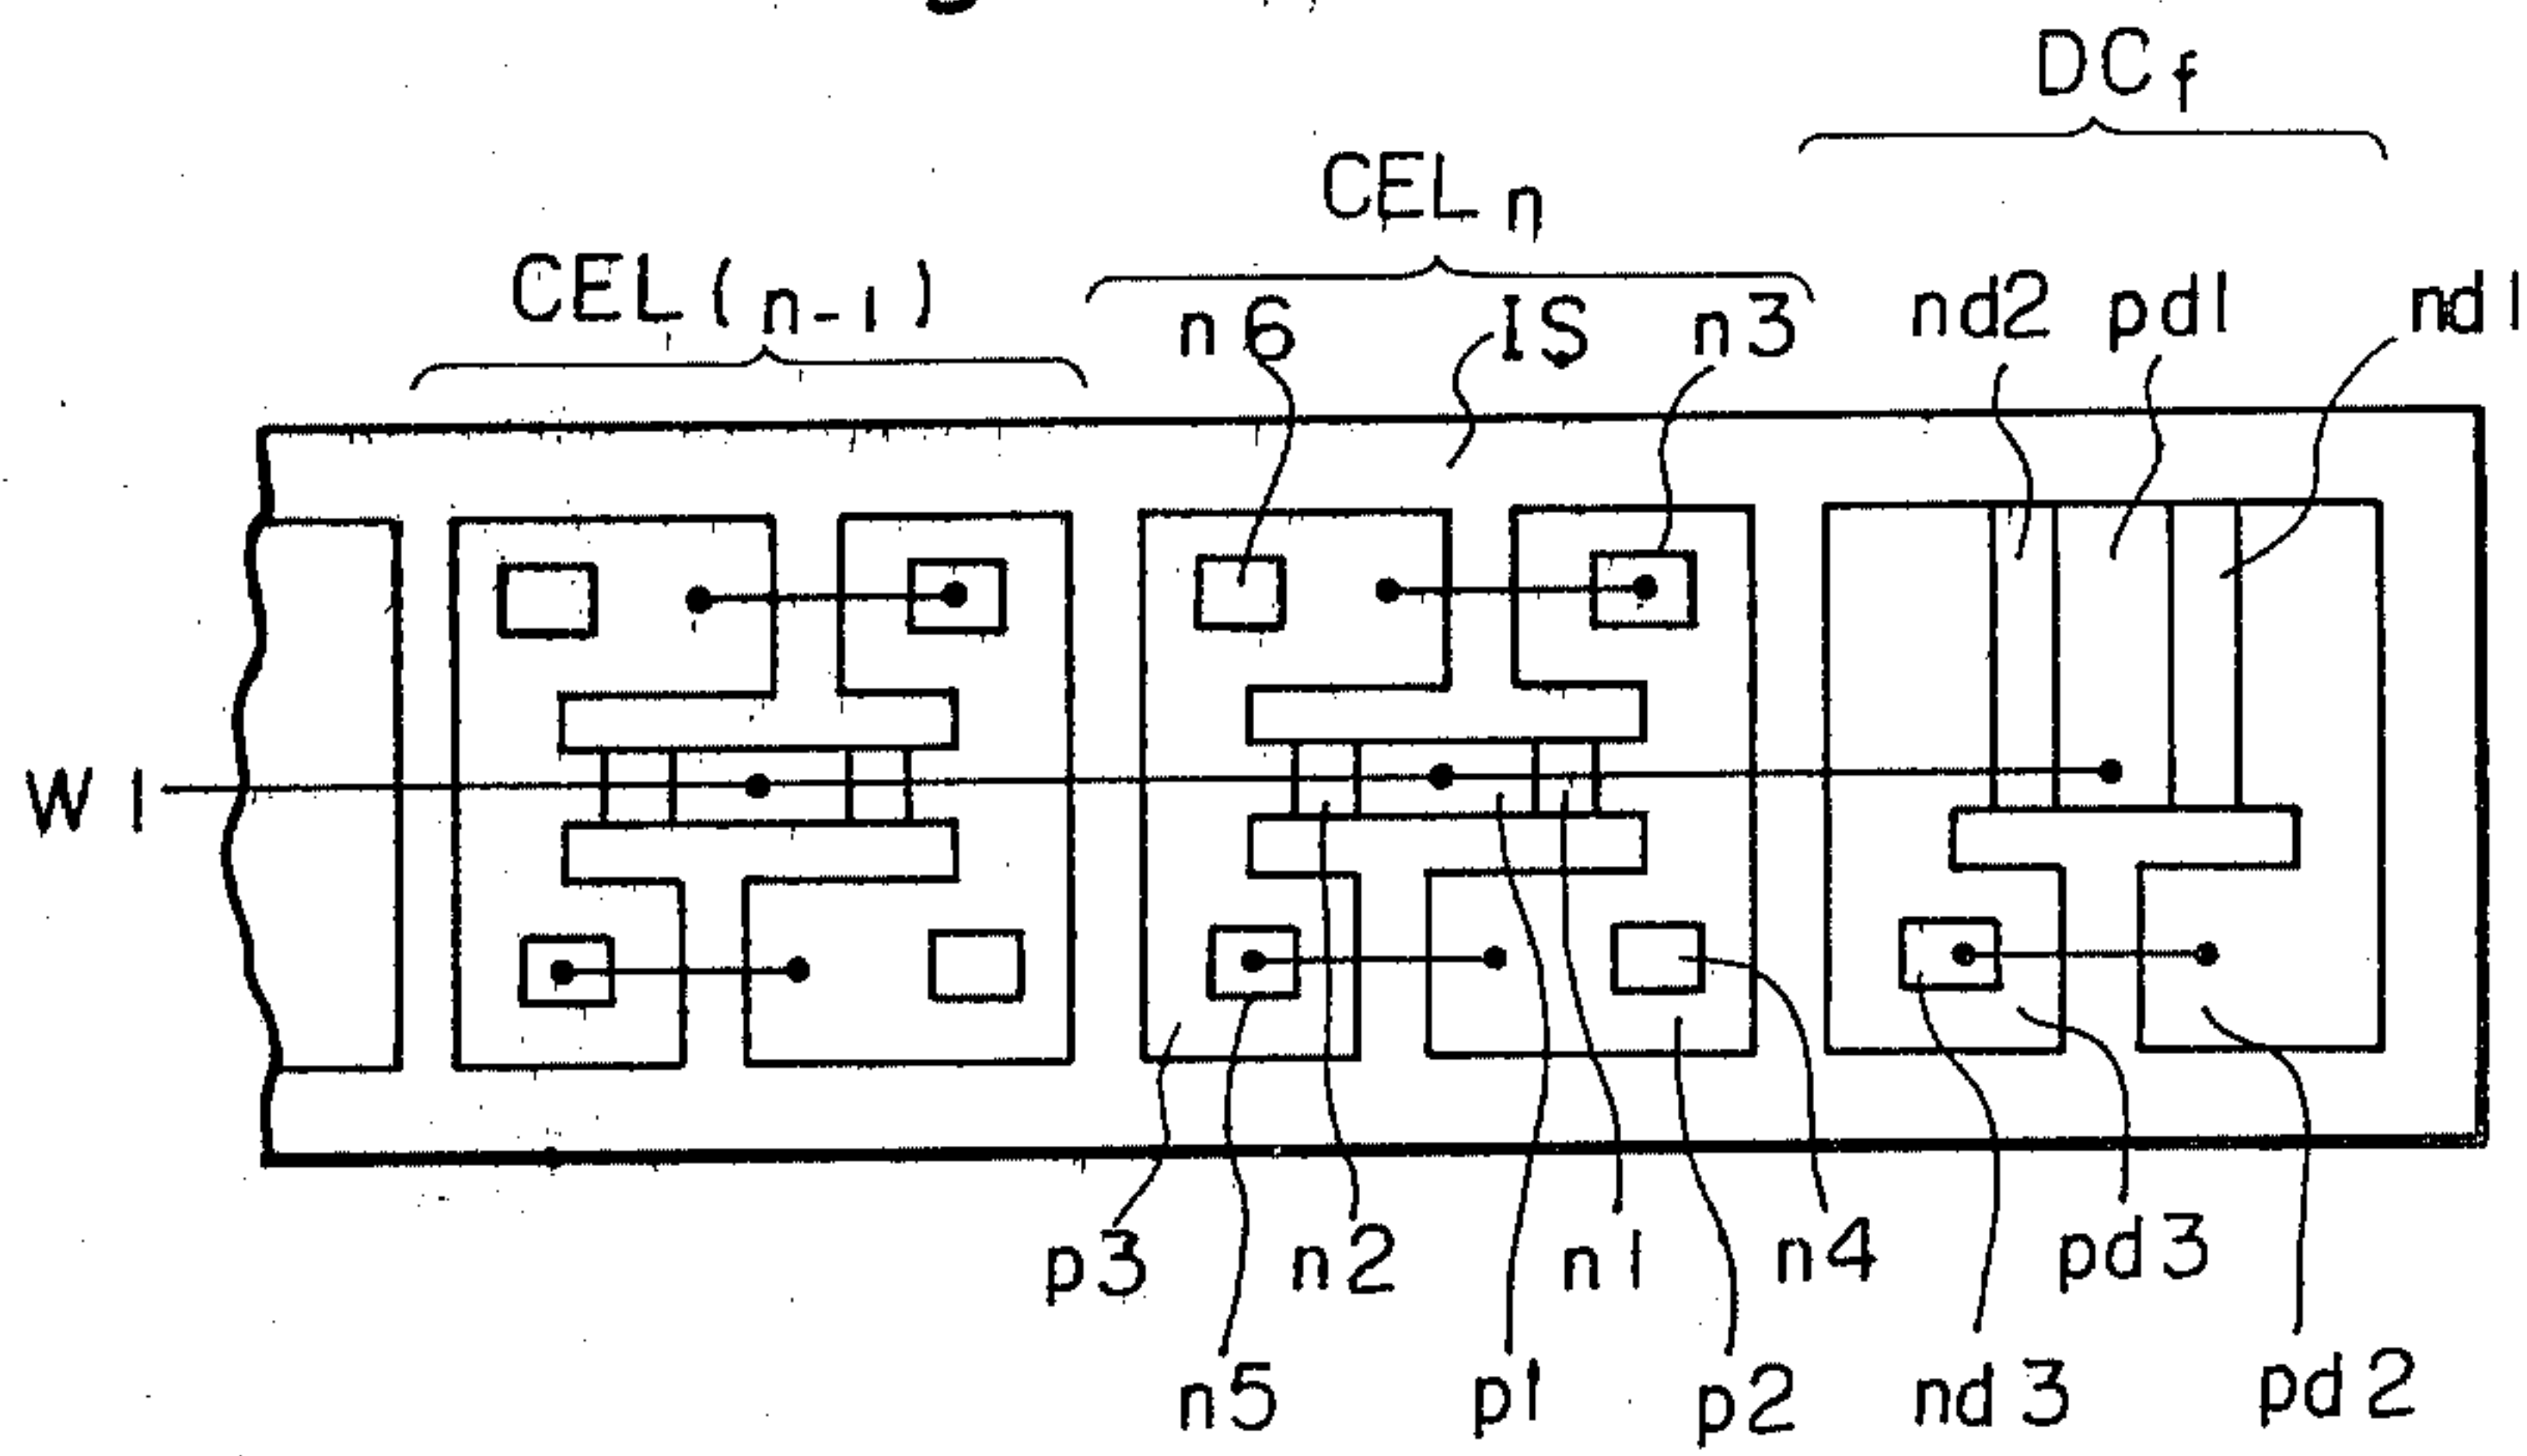 DCf
CELn
CEL(n-1)
n6 IS n3 nd2 pd1 nd1
W1
p3 n2 n1 n4 pd3
n5 p1 p2 nd3 pd2